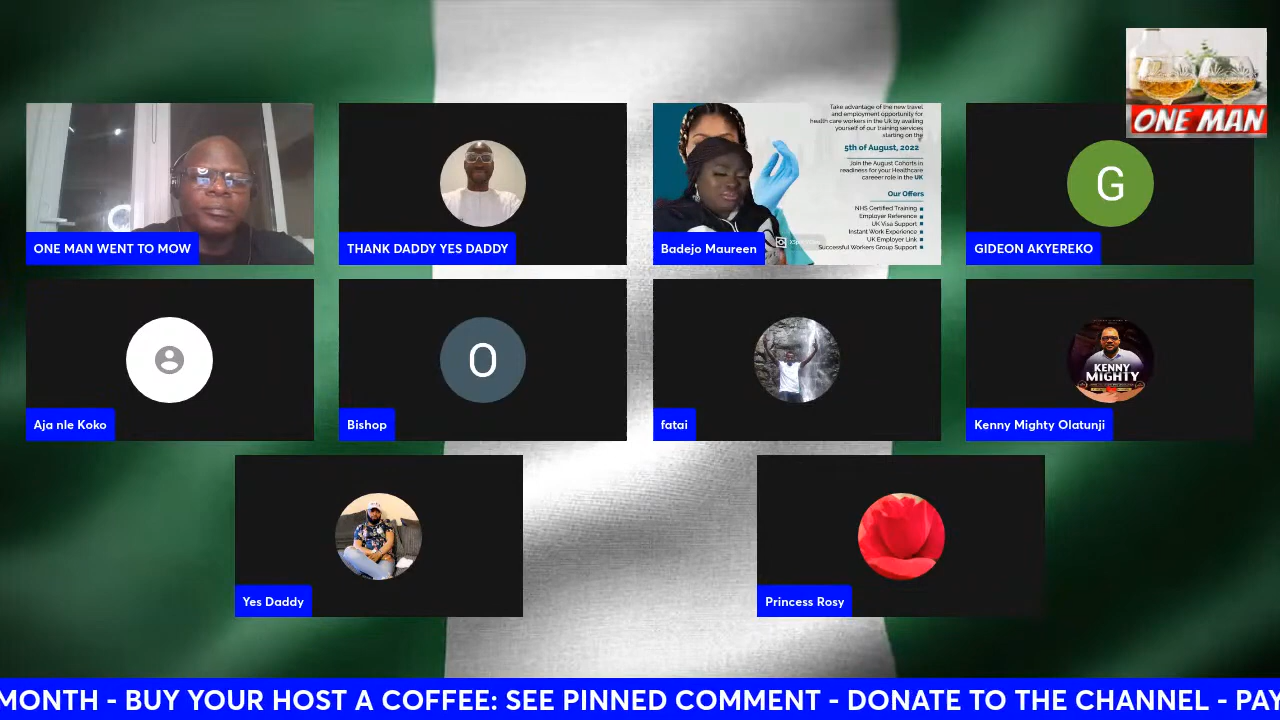 ONE MAN
ONE MAN WENT TO MOW
THANK DADDY YES DADDY
Take advantage of the new travel
and employment opportunity for
health care workers in the Uk by availing
yourself of our training services
starting on the
5th of August, 2022
Join the August Cohorts in
readiness for your Healthcare
carreer role in the UK
Our Offers
NHS Certified Training
Employer Reference
UK Visa Support
Instant Work Experience
UK Employer Link
Successful Workers Group Support
Badejo Maureen
G
GIDEON AKYEREKO
Aja nle Koko
O
Bishop
fatai
KENNY
MIGHTY
Kenny Mighty Olatunji
Yes Daddy
Princess Rosy
MONTH - BUY YOUR HOST A COFFEE: SEE PINNED COMMENT - DONATE TO THE CHANNEL - PAY